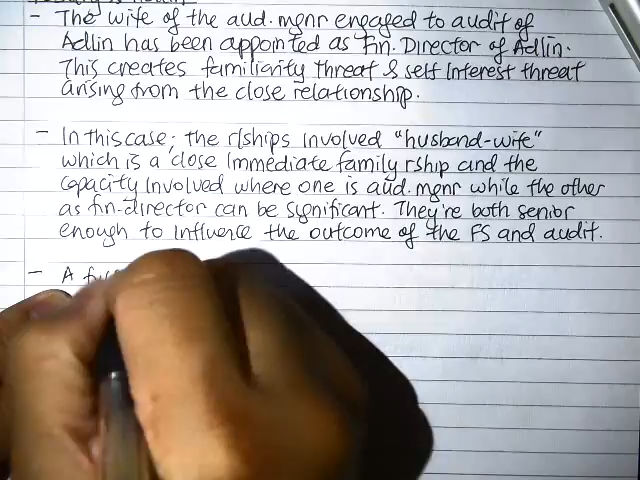 - The wife of the aud. mgnr engaged to audit of
Adlin has been appointed as Fin. Director of Adlin.
This creates familiarity threat & self interest threat
arising from the close relationship.
- In this case, the rlships involved "husband-wife"
which is a close immediate family rship and the
capacity involved where one is aud. mgnr while the other
as fin-director can be significant. They're both senior
enough to influence the outcome of the FS and audit.
- A